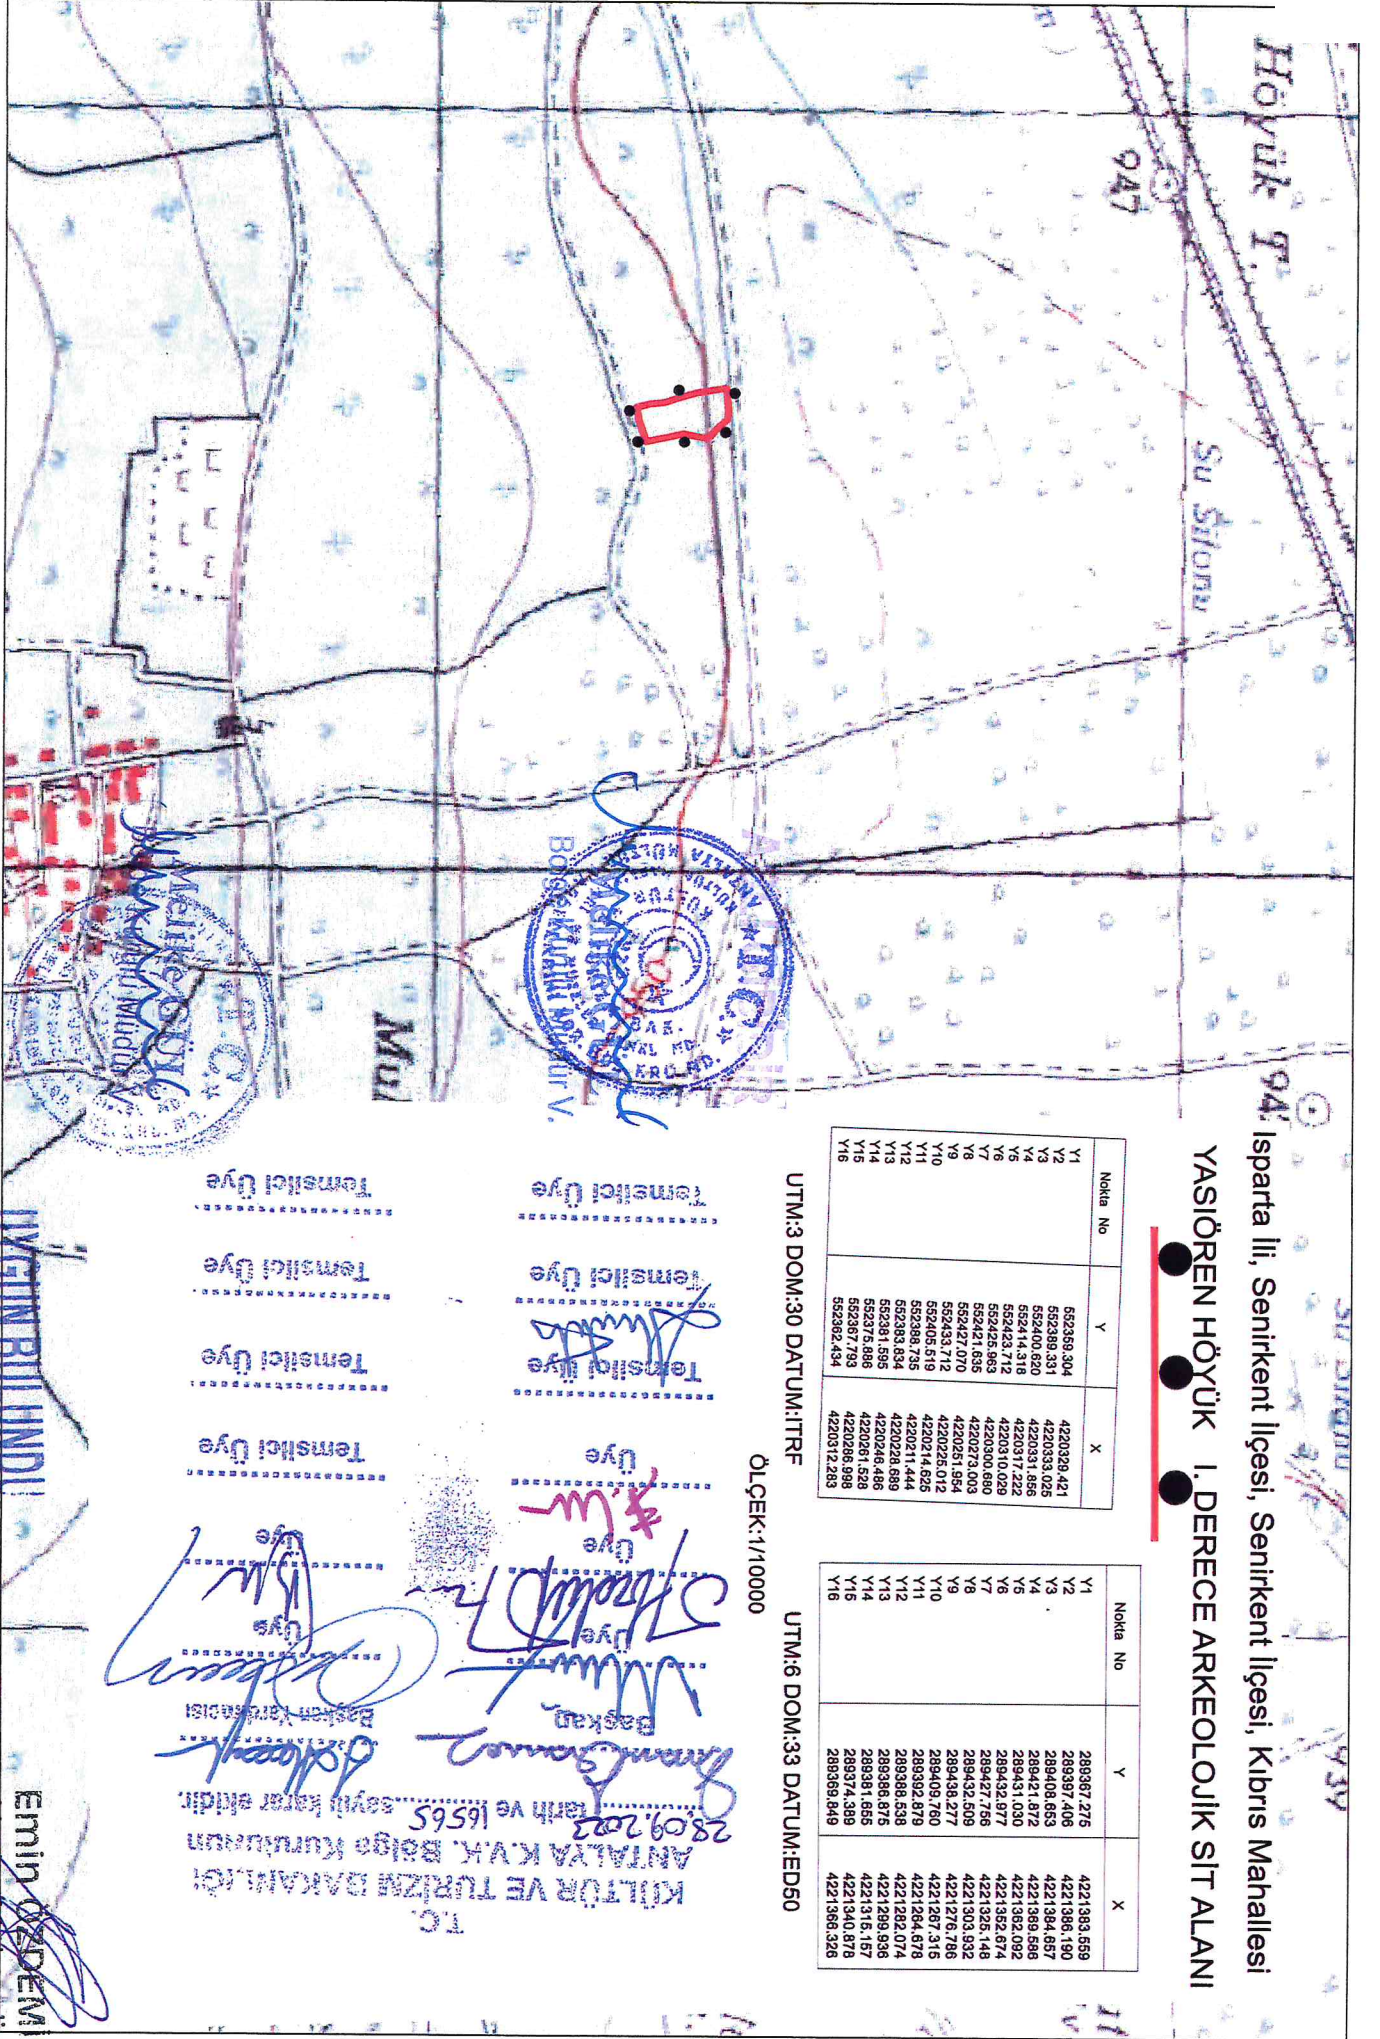 Isparta İli, Senirkent İlçesi, Senirkent İlçesi, Kıbrıs Mahallesi
YASIÖREN HÖYÜK I. DERECE ARKEOLOJİK SİT ALANI
Nokta No Y X
Y1 552359.304 4220329.421
Y2 552389.331 4220333.025
Y3 552400.820 4220331.856
Y4 552414.318 4220317.222
Y5 552423.712 4220310.029
Y6 552425.963 4220300.680
Y7 552421.635 4220273.003
Y8 552427.070 4220251.954
Y9 552433.712 4220225.012
Y10 552405.519 4220214.625
Y11 552388.735 4220211.444
Y12 552383.834 4220228.689
Y13 552381.595 4220246.486
Y14 552375.886 4220261.528
Y15 552367.793 4220286.998
Y16 552362.434 4220312.283
UTM:3 DOM:30 DATUM:ITRF
Nokta No Y X
Y1 289367.275 4221383.559
Y2 289397.406 4221386.190
Y3 289408.653 4221384.657
Y4 289421.872 4221369.586
Y5 289431.030 4221362.092
Y6 289432.977 4221352.674
Y7 289427.766 4221325.148
Y8 289432.509 4221303.932
Y9 289438.277 4221276.786
Y10 289409.760 4221267.315
Y11 289392.879 4221264.678
Y12 289388.538 4221282.074
Y13 289386.875 4221299.936
Y14 289381.655 4221315.157
Y15 289374.389 4221340.878
Y16 289369.849 4221366.326
UTM:6 DOM:33 DATUM:ED50
ÖLÇEK:1/10000
Höyük T.
947
Su Silonu
94
Su Silonu
939
T.C.
KÜLTÜR VE TURİZM BAKANLIĞI
ANTALYA K.V.K. Bölge Kurulunun
28.09.2023 tarih ve 16565 sayılı karar ekidir.
Başkan
Başkan Yardımcısı
Üye
Üye
Üye
Üye
Üye
Temsilci Üye
Temsilci Üye
Temsilci Üye
Temsilci Üye
Temsilci Üye
Temsilci Üye
Temsilci Üye
T.C.
Melike GÜL
T.C.
Emin ÖZDEMİ